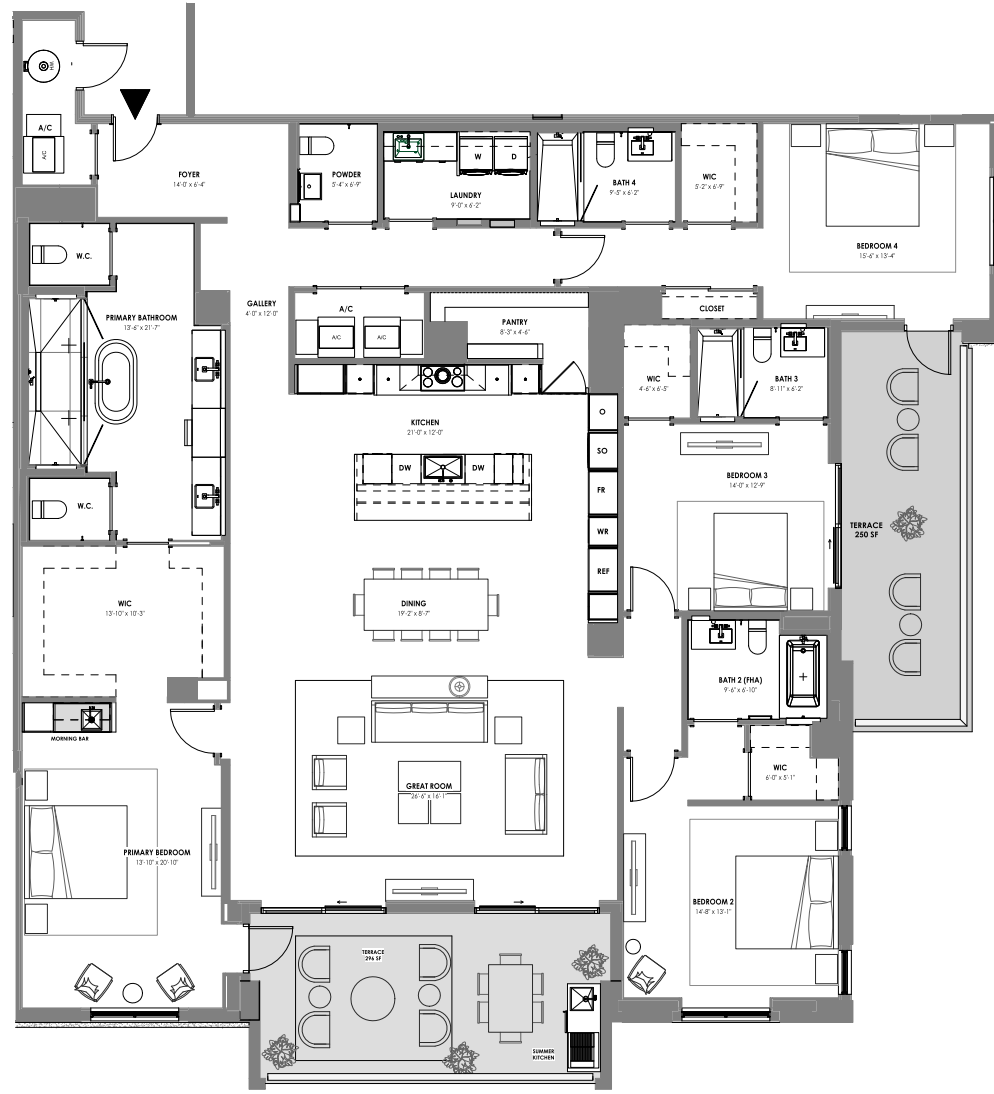 HW
A/C
A/C
FOYER
14'-0" x 6'-4"
POWDER
5'-4" x 6'-9"
W
D
LAUNDRY
9'-0" x 6'-2"
BATH 4
9'-5" x 6'-2"
WIC
5'-2" x 6'-9"
BEDROOM 4
15'-6" x 13'-4"
W.C.
PRIMARY BATHROOM
13'-6" x 21'-7"
GALLERY
4'-0" x 12'-0"
A/C
A/C
A/C
PANTRY
8'-3" x 4'-6"
CLOSET
WIC
4'-6" x 6'-5"
BATH 3
8'-11" x 6'-2"
KITCHEN
21'-0" x 12'-0"
O
SO
FR
WR
REF
DW
DW
BEDROOM 3
14'-0" x 12'-9"
TERRACE
250 SF
W.C.
WIC
13'-10" x 10'-3"
DINING
19'-2" x 8'-7"
BATH 2 (FHA)
9'-6" x 6'-10"
MORNING BAR
WIC
6'-0" x 5'-1"
GREAT ROOM
26'-6" x 16'-1"
PRIMARY BEDROOM
13'-10" x 20'-10"
BEDROOM 2
14'-8" x 13'-1"
TERRACE
296 SF
SUMMER
KITCHEN